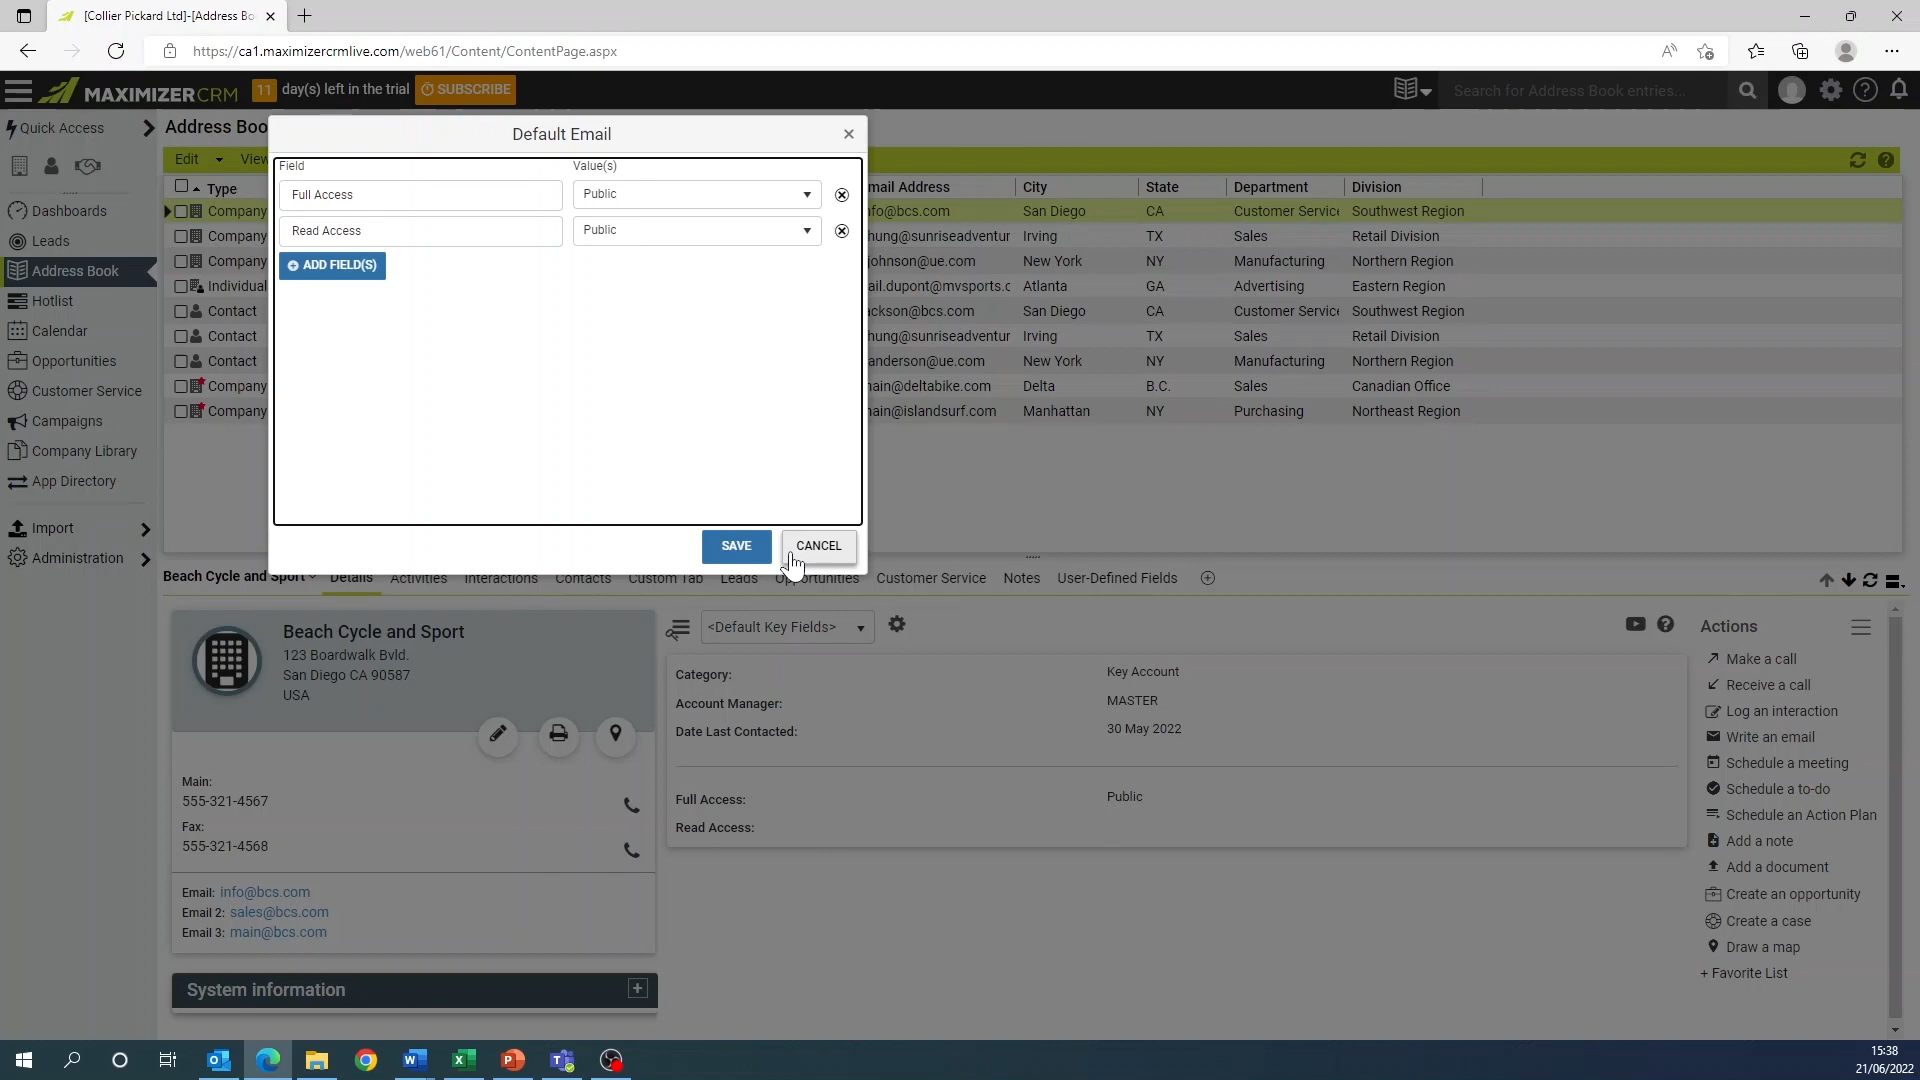 [Collier Pickard Ltd]-[Address Bo
https://ca1.maximizercrmlive.com/web61/Content/ContentPage.aspx
MAXIMIZERCRM 11 day(s) left in the trial SUBSCRIBE Search for Address Book entries...
Quick Access
Address Boo
Dashboards
Leads
Address Book
Hotlist
Calendar
Opportunities
Customer Service
Campaigns
Company Library
App Directory
Import
Administration
Edit View
Default Email
Field Value(s)
Full Access Public
Read Access Public
ADD FIELD(S)
SAVE CANCEL
Type mail Address City State Department Division
Company nfo@bcs.com San Diego CA Customer Service Southwest Region
Company hung@sunriseadventur Irving TX Sales Retail Division
Company johnson@ue.com New York NY Manufacturing Northern Region
Individual ail.dupont@mvsports.c Atlanta GA Advertising Eastern Region
Contact ackson@bcs.com San Diego CA Customer Service Southwest Region
Contact hung@sunriseadventur Irving TX Sales Retail Division
Contact anderson@ue.com New York NY Manufacturing Northern Region
Company nain@deltabike.com Delta B.C. Sales Canadian Office
Company nain@islandsurf.com Manhattan NY Purchasing Northeast Region
Beach Cycle and Sport Details Activities Interactions Contacts Custom Tab Leads Opportunities Customer Service Notes User-Defined Fields
Beach Cycle and Sport
123 Boardwalk Bvld.
San Diego CA 90587
USA
Main:
555-321-4567
Fax:
555-321-4568
Email: info@bcs.com
Email 2: sales@bcs.com
Email 3: main@bcs.com
System information
<Default Key Fields>
Category: Key Account
Account Manager: MASTER
Date Last Contacted: 30 May 2022
Full Access: Public
Read Access:
Actions
Make a call
Receive a call
Log an interaction
Write an email
Schedule a meeting
Schedule a to-do
Schedule an Action Plan
Add a note
Add a document
Create an opportunity
Create a case
Draw a map
+ Favorite List
15:38
21/06/2022